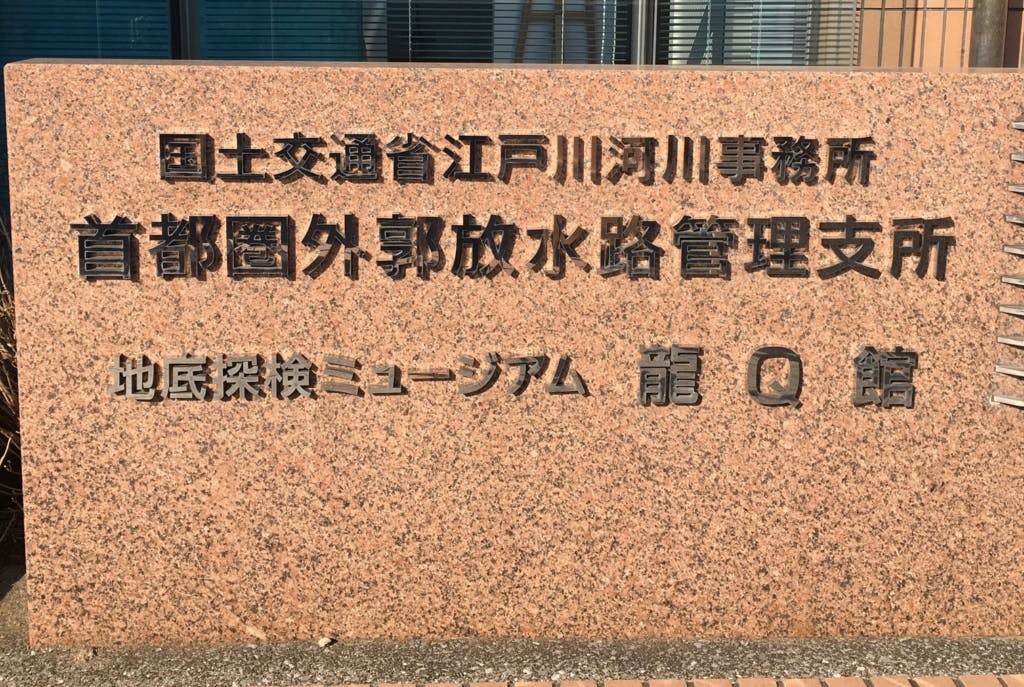 国土交通省江戸川河川事務所
首都圏外郭放水路管理支所
地底探検ミュージアム 龍Q館